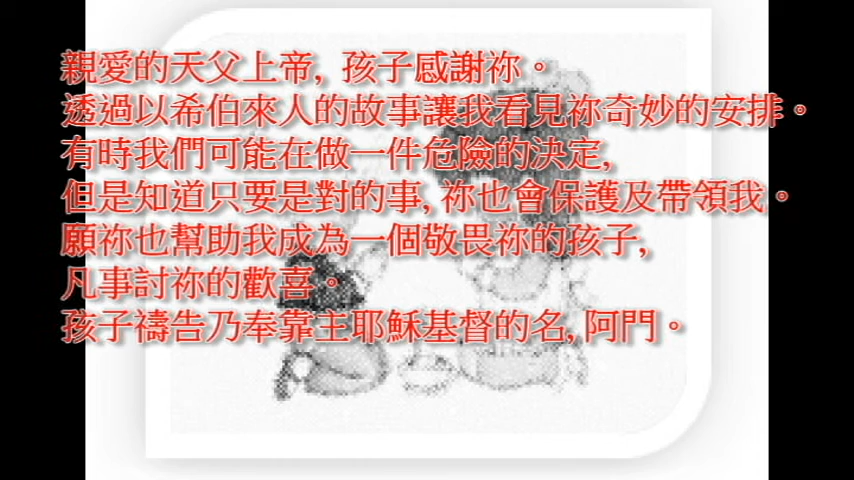 親愛的天父上帝, 孩子感謝祢。
透過以希伯來人的故事讓我看見祢奇妙的安排。
有時我們可能在做一件危險的決定,
但是知道只要是對的事, 祢也會保護及帶領我。
願祢也幫助我成為一個敬畏祢的孩子,
凡事討祢的歡喜。
孩子禱告乃奉靠主耶穌基督的名, 阿門。